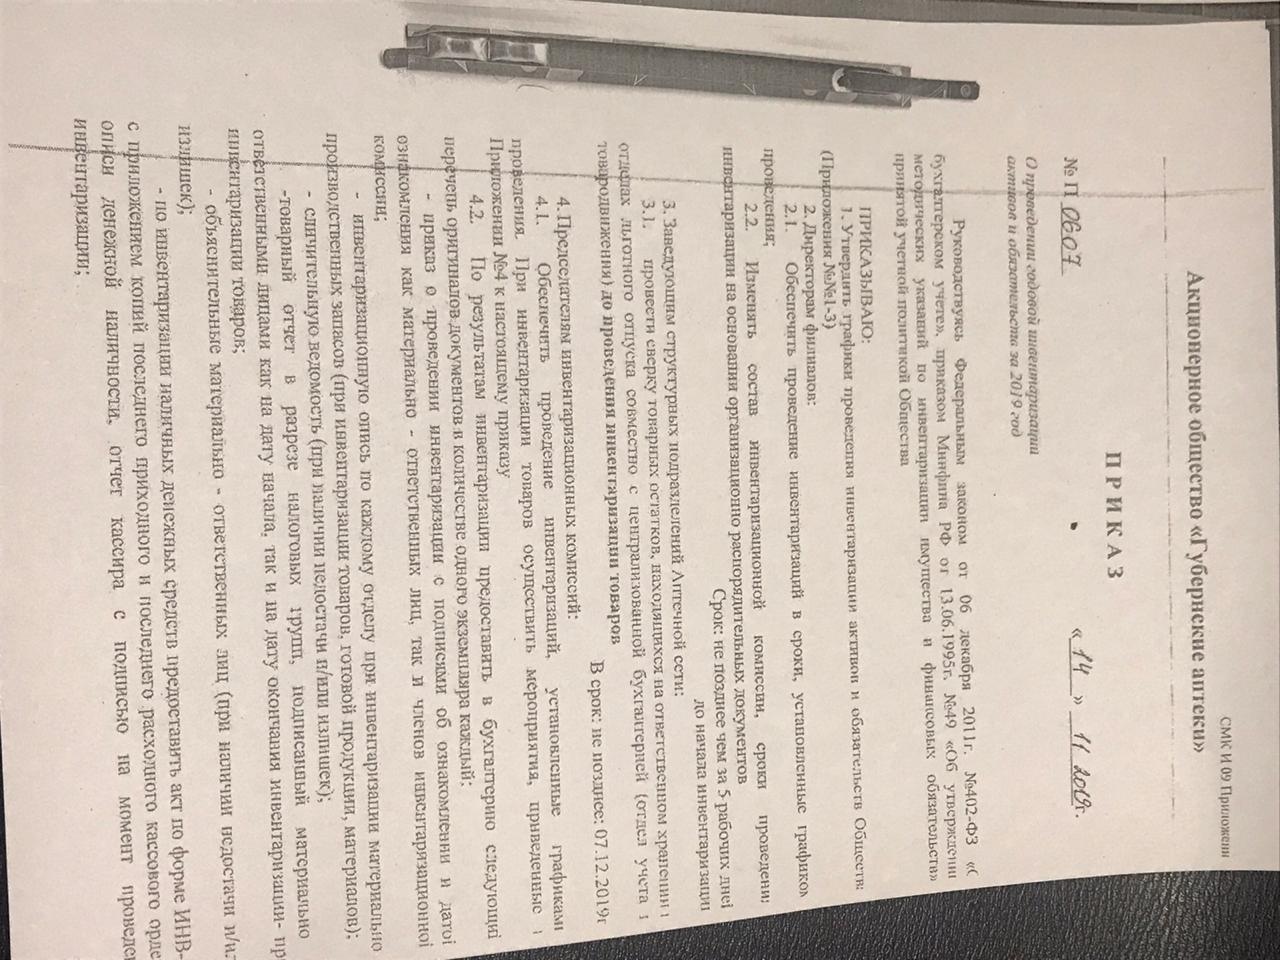 СМК И 09 Приложени
Акционерное общество «Губернские аптеки»
П Р И К А З
№ П 0607 « 14 » 11 2019г.
О проведении годовой инвентаризации
активов и обязательств за 2019 год
Руководствуясь Федеральным законом от 06 декабря 2011г. №402-ФЗ «О
бухгалтерском учете», приказом Минфина РФ от 13.06.1995г. №49 «Об утверждении
методических указаний по инвентаризации имущества и финансовых обязательств»
принятой учетной политикой Общества
ПРИКАЗЫВАЮ:
1. Утвердить графики проведения инвентаризации активов и обязательств Общества
(Приложения №№1-3)
2. Директорам филиалов:
2.1. Обеспечить проведение инвентаризаций в сроки, установленные графиком
проведения;
2.2. Изменять состав инвентаризационной комиссии, сроки проведени
инвентаризации на основании организационно распорядительных документов
Срок: не позднее чем за 5 рабочих дней
до начала инвентаризации
3. Заведующим структурных подразделений Аптечной сети:
3.1. провести сверку товарных остатков, находящихся на ответственном хранении
отделах льготного отпуска совместно с централизованной бухгалтерией (отдел учета
товародвижения) до проведения инвентаризации товаров
В срок: не позднее: 07.12.2019г
4. Председателям инвентаризационных комиссий:
4.1. Обеспечить проведение инвентаризаций, установленные графикам
проведения. При инвентаризации товаров осуществить мероприятия, приведенные
Приложении №4 к настоящему приказу
4.2. По результатам инвентаризации предоставить в бухгалтерию следующи
перечень оригиналов документов в количестве одного экземпляра каждый:
- приказ о проведении инвентаризации с подписями об ознакомлении и датой
ознакомления как материально - ответственных лиц, так и членов инвентаризационной
комиссии;
- инвентаризационную опись по каждому отделу при инвентаризации материально
производственных запасов (при инвентаризации товаров, готовой продукции, материалов);
- сличительную ведомость (при наличии недостачи и/или излишек);
-товарный отчет в разрезе налоговых групп, подписанный материально
ответственными лицами как на дату начала, так и на дату окончания инвентаризации- пр
инвентаризации товаров;
- объяснительные материально - ответственных лиц (при наличии недостачи и/ил
излишек);
- по инвентаризации наличных денежных средств предоставить акт по форме ИНВ-
с приложением копий последнего приходного и последнего расходного кассового орде
описи денежной наличности, отчет кассира с подписью на момент проведен
инвентаризации;